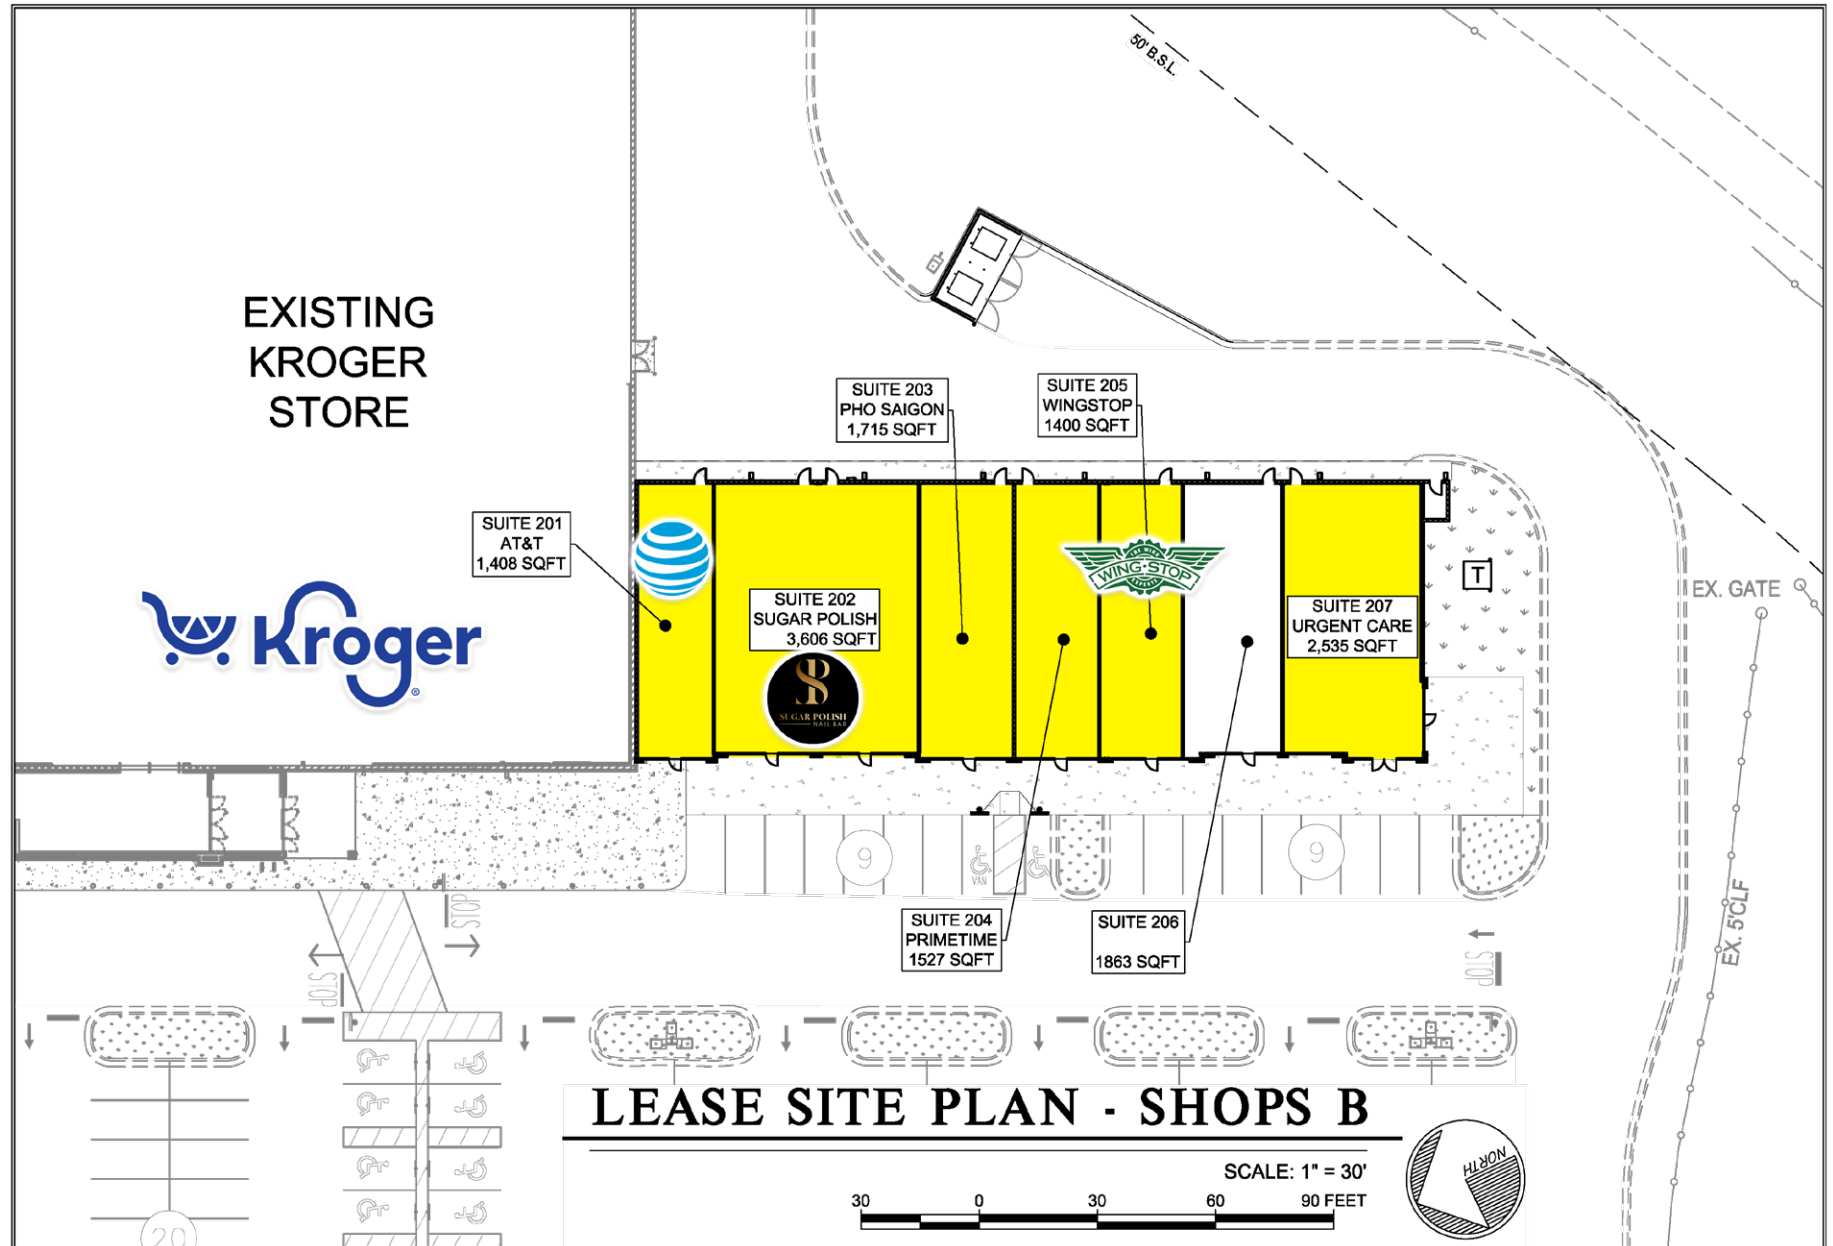 50' B.S.L.
EXISTING
KROGER
STORE
Kroger
®
SUITE 203
PHO SAIGON
1,715 SQFT
SUITE 205
WINGSTOP
1400 SQFT
SUITE 201
AT&T
1,408 SQFT
WING·STOP
SUITE 202
SUGAR POLISH
3,606 SQFT
SB
SUGAR POLISH
NAIL BAR
SUITE 207
URGENT CARE
2,535 SQFT
T
EX. GATE
9
VAN
9
STOP
STOP
STOP
EX. 5'CLF
SUITE 204
PRIMETIME
1527 SQFT
SUITE 206
1863 SQFT
20
LEASE SITE PLAN - SHOPS B
SCALE: 1" = 30'
30 0 30 60 90 FEET
NORTH